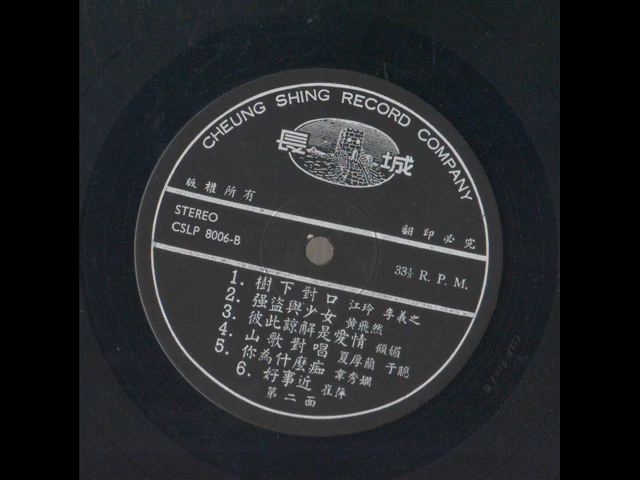 CHEUNG SHING RECORD COMPANY
長城
版權所有
翻印必究
STEREO
CSLP 8006-B
33⅓ R. P. M.
1. 樹下對口 江玲 李義之
2. 强盜與少女 黃飛然
3. 彼此諒解是愛情 顧媚
4. 山歌對唱 夏厚蘭 于聰
5. 你為什麼痴 韋秀嫻
6. 好事近 崔萍
第二面